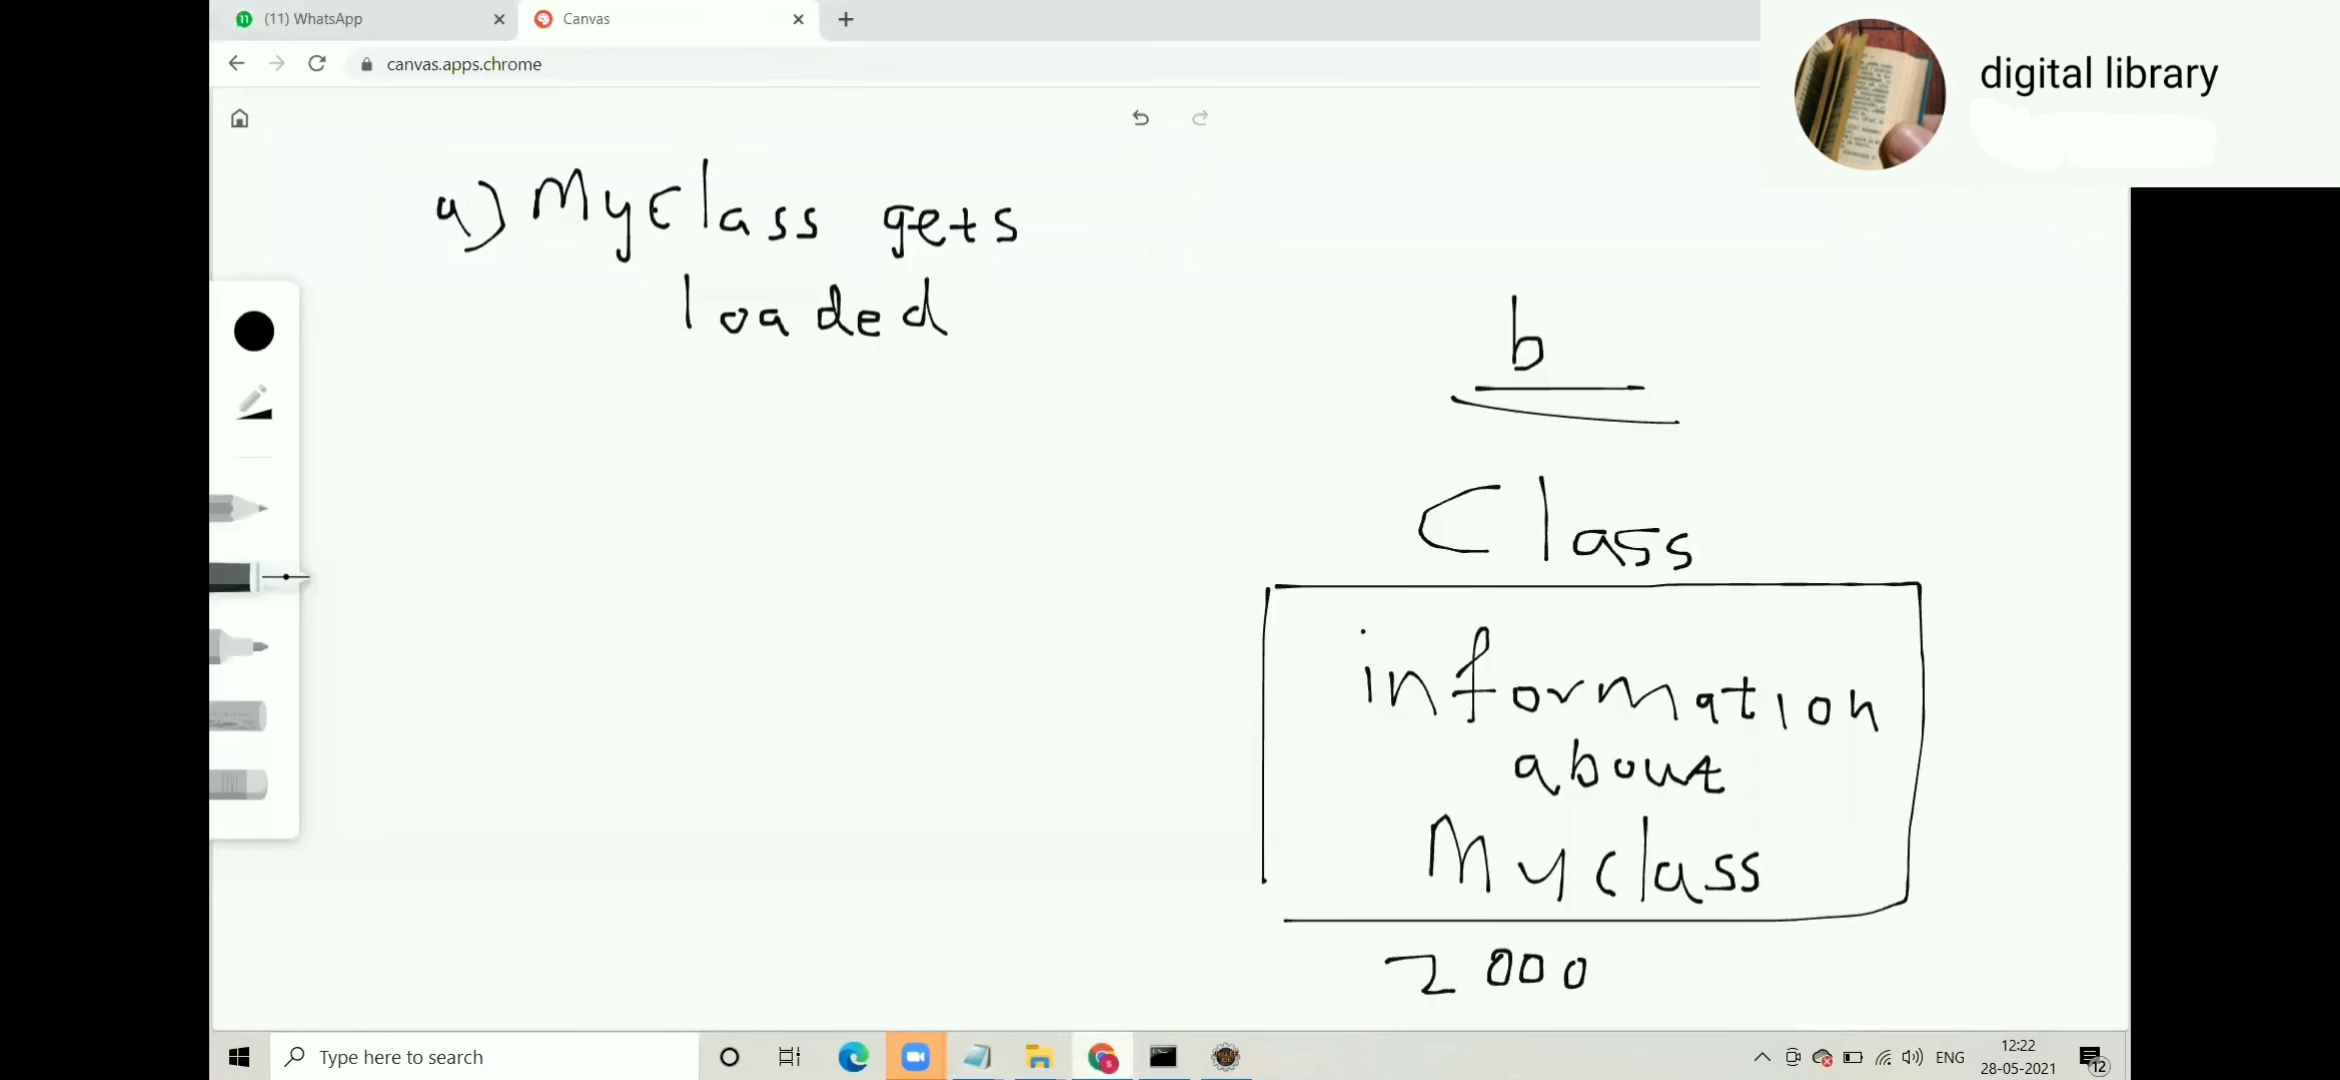 (11) WhatsApp
Canvas
canvas.apps.chrome
digital library
a) MyClass gets
loaded
b
Class
information
about
Myclass
2000
Type here to search
ENG
12:22
28-05-2021
12